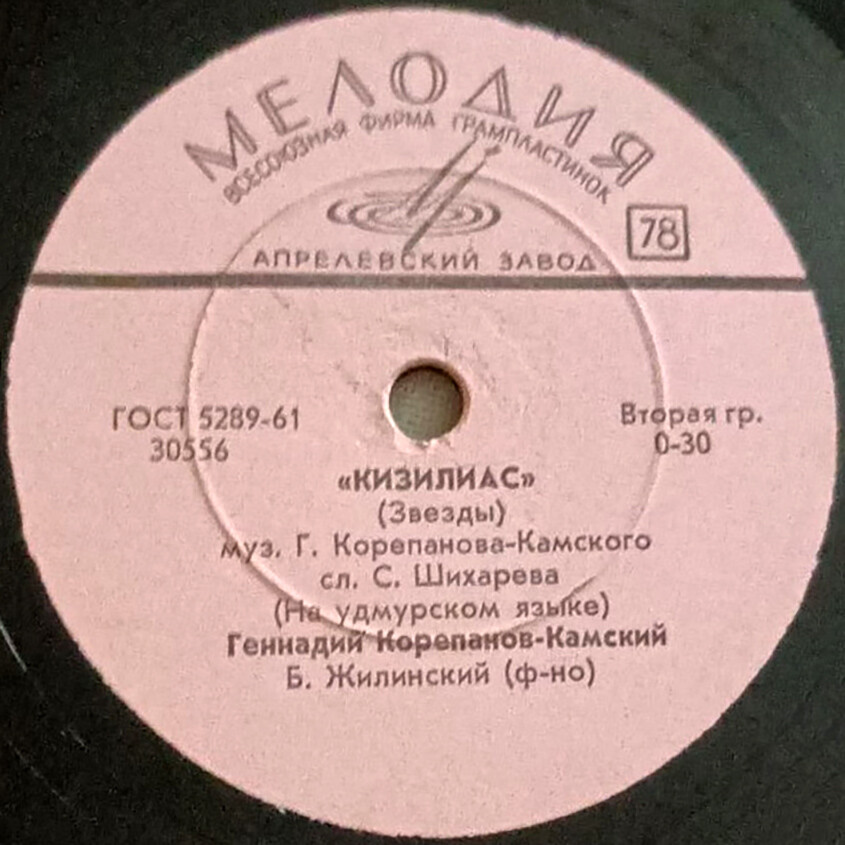 МЕЛОДИЯ
ВСЕСОЮЗНАЯ ФИРМА ГРАМПЛАСТИНОК
78
АПРЕЛЕВСКИЙ ЗАВОД
ГОСТ 5289-61
30556
Вторая гр.
0-30
«КИЗИЛИАС»
(Звезды)
муз. Г. Корепанова-Камского
сл. С. Шихарева
(На удмурском языке)
Геннадий Корепанов-Камский
Б. Жилинский (ф-но)